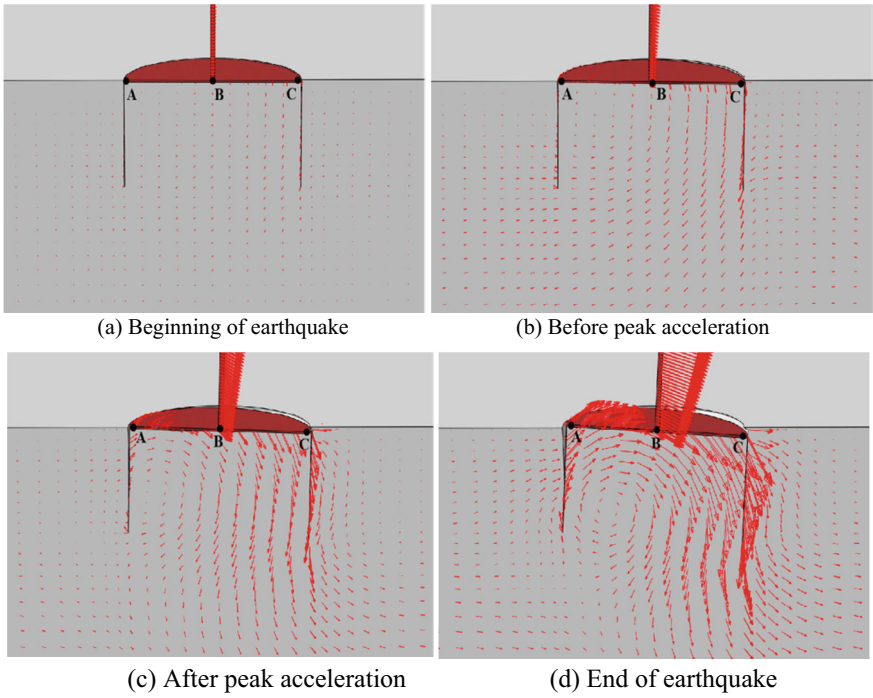 A B C
A B C
(a) Beginning of earthquake
(b) Before peak acceleration
A B C
A B C
(c) After peak acceleration
(d) End of earthquake